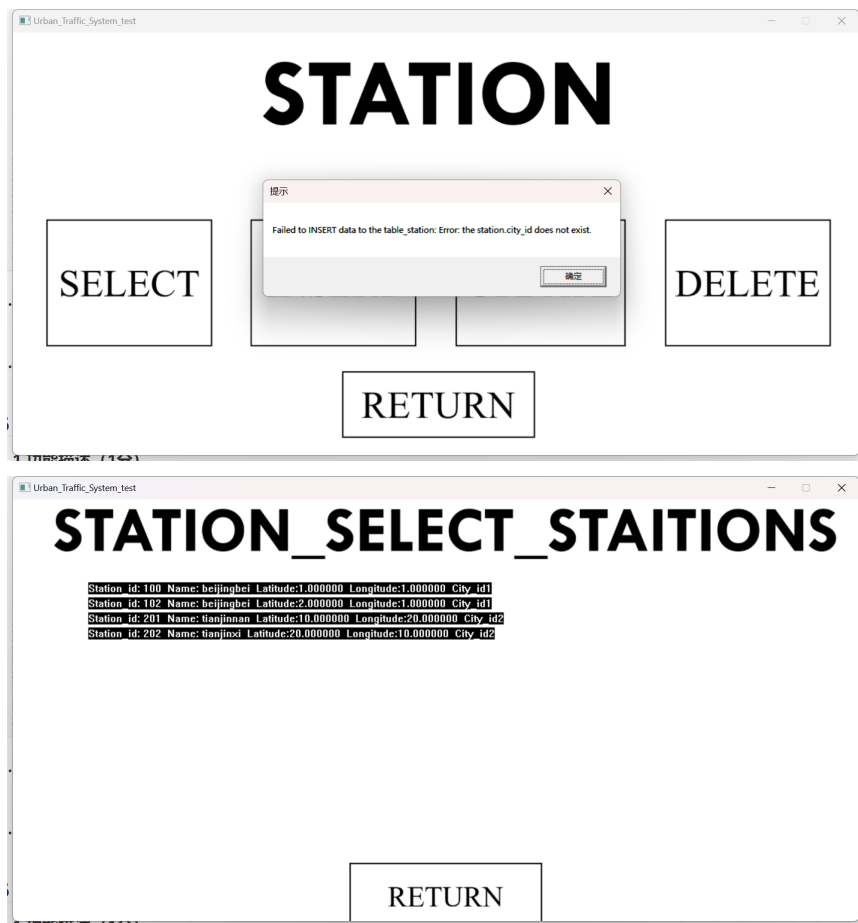 Urban_Traffic_System_test
STATION
提示
Failed to INSERT data to the table_station: Error: the station.city_id does not exist.
确定
SELECT
DELETE
RETURN
Urban_Traffic_System_test
STATION_SELECT_STAITIONS
Station_id: 100 Name: beijingbei Latitude:1.000000 Longitude:1.000000 City_id1
Station_id: 102 Name: beijingbei Latitude:2.000000 Longitude:1.000000 City_id1
Station_id: 201 Name: tianjinnan Latitude:10.000000 Longitude:20.000000 City_id2
Station_id: 202 Name: tianjinxi Latitude:20.000000 Longitude:10.000000 City_id2
RETURN